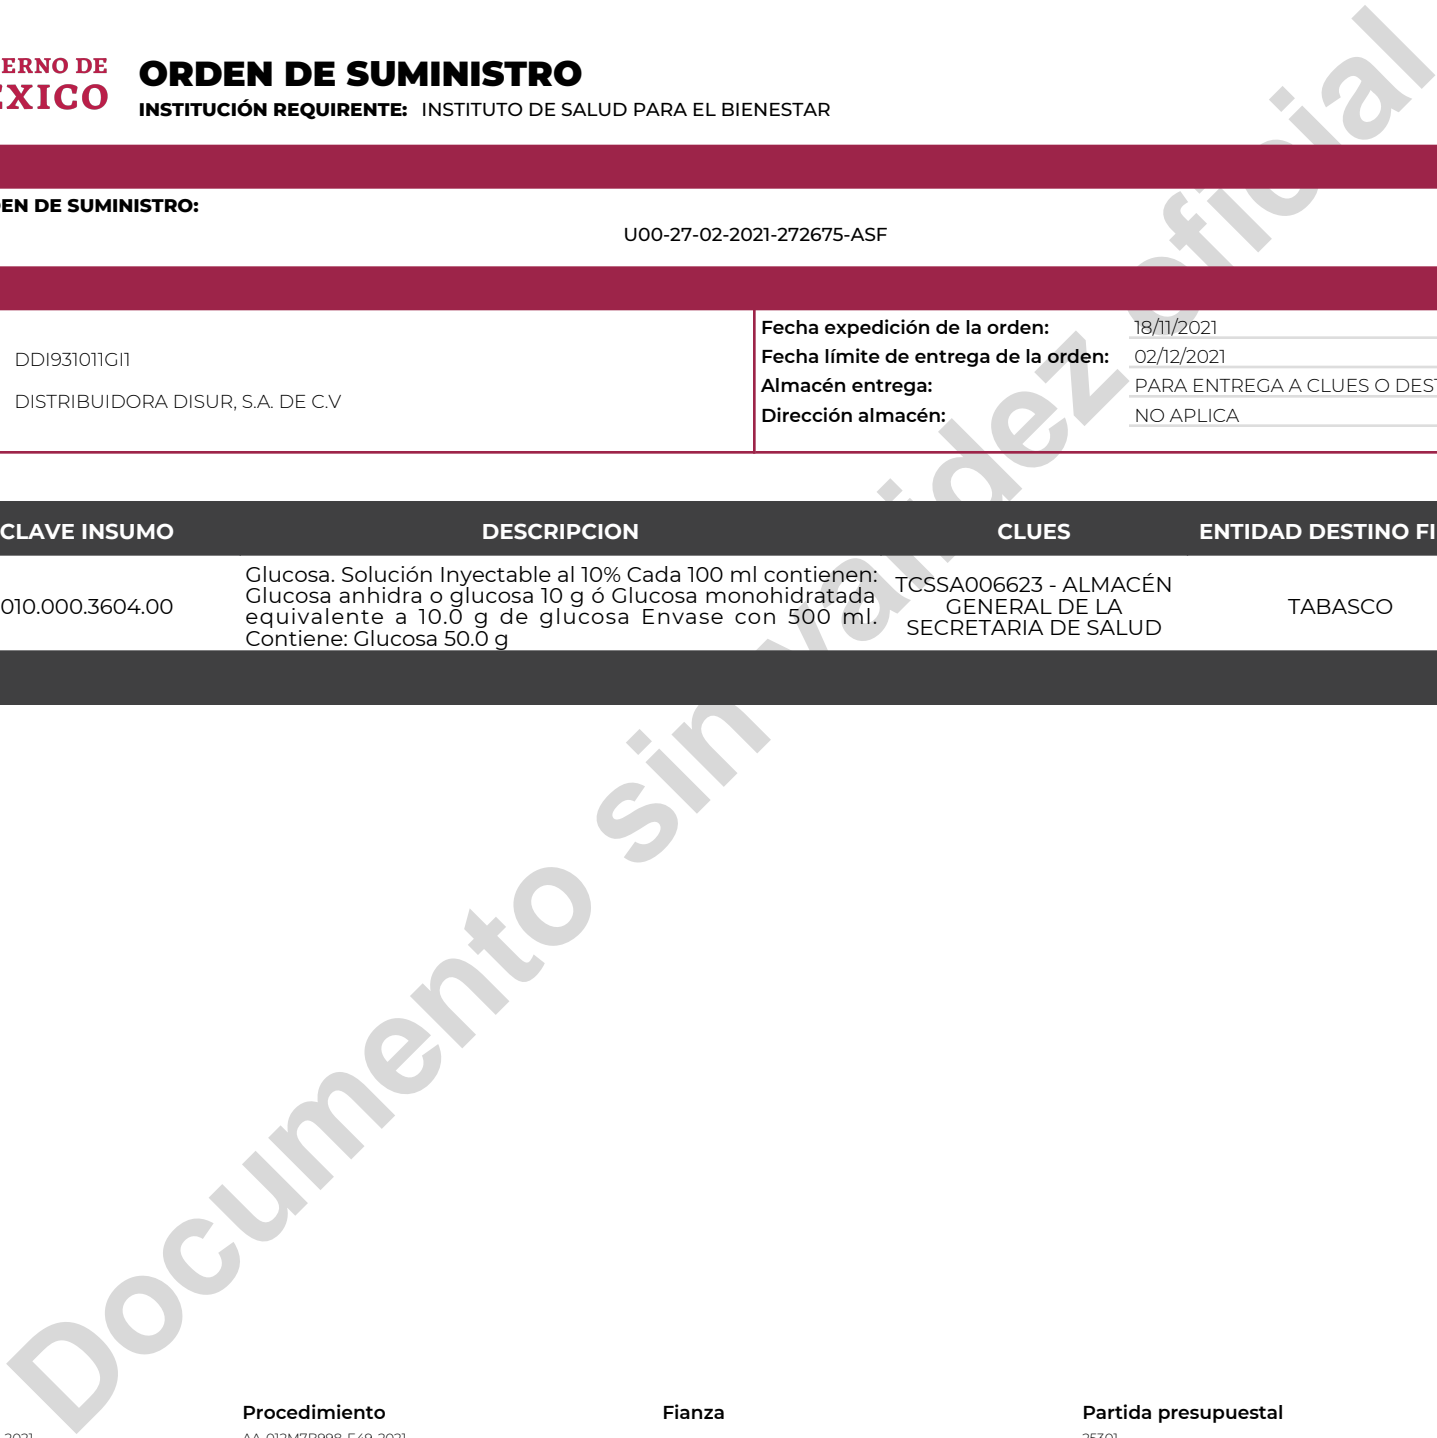 ERNO DE
ÉXICO
ORDEN DE SUMINISTRO
INSTITUCIÓN REQUIRENTE: INSTITUTO DE SALUD PARA EL BIENESTAR
EN DE SUMINISTRO:
U00-27-02-2021-272675-ASF
DDI931011GI1
DISTRIBUIDORA DISUR, S.A. DE C.V
Fecha expedición de la orden: 18/11/2021
Fecha límite de entrega de la orden: 02/12/2021
Almacén entrega: PARA ENTREGA A CLUES O DEST
Dirección almacén: NO APLICA
CLAVE INSUMO DESCRIPCION CLUES ENTIDAD DESTINO FI
010.000.3604.00
Glucosa. Solución Inyectable al 10% Cada 100 ml contienen:
Glucosa anhidra o glucosa 10 g ó Glucosa monohidratada
equivalente a 10.0 g de glucosa Envase con 500 ml.
Contiene: Glucosa 50.0 g
TCSSA006623 - ALMACÉN
GENERAL DE LA
SECRETARIA DE SALUD
TABASCO
Documento sin validez oficial
Procedimiento Fianza Partida presupuestal